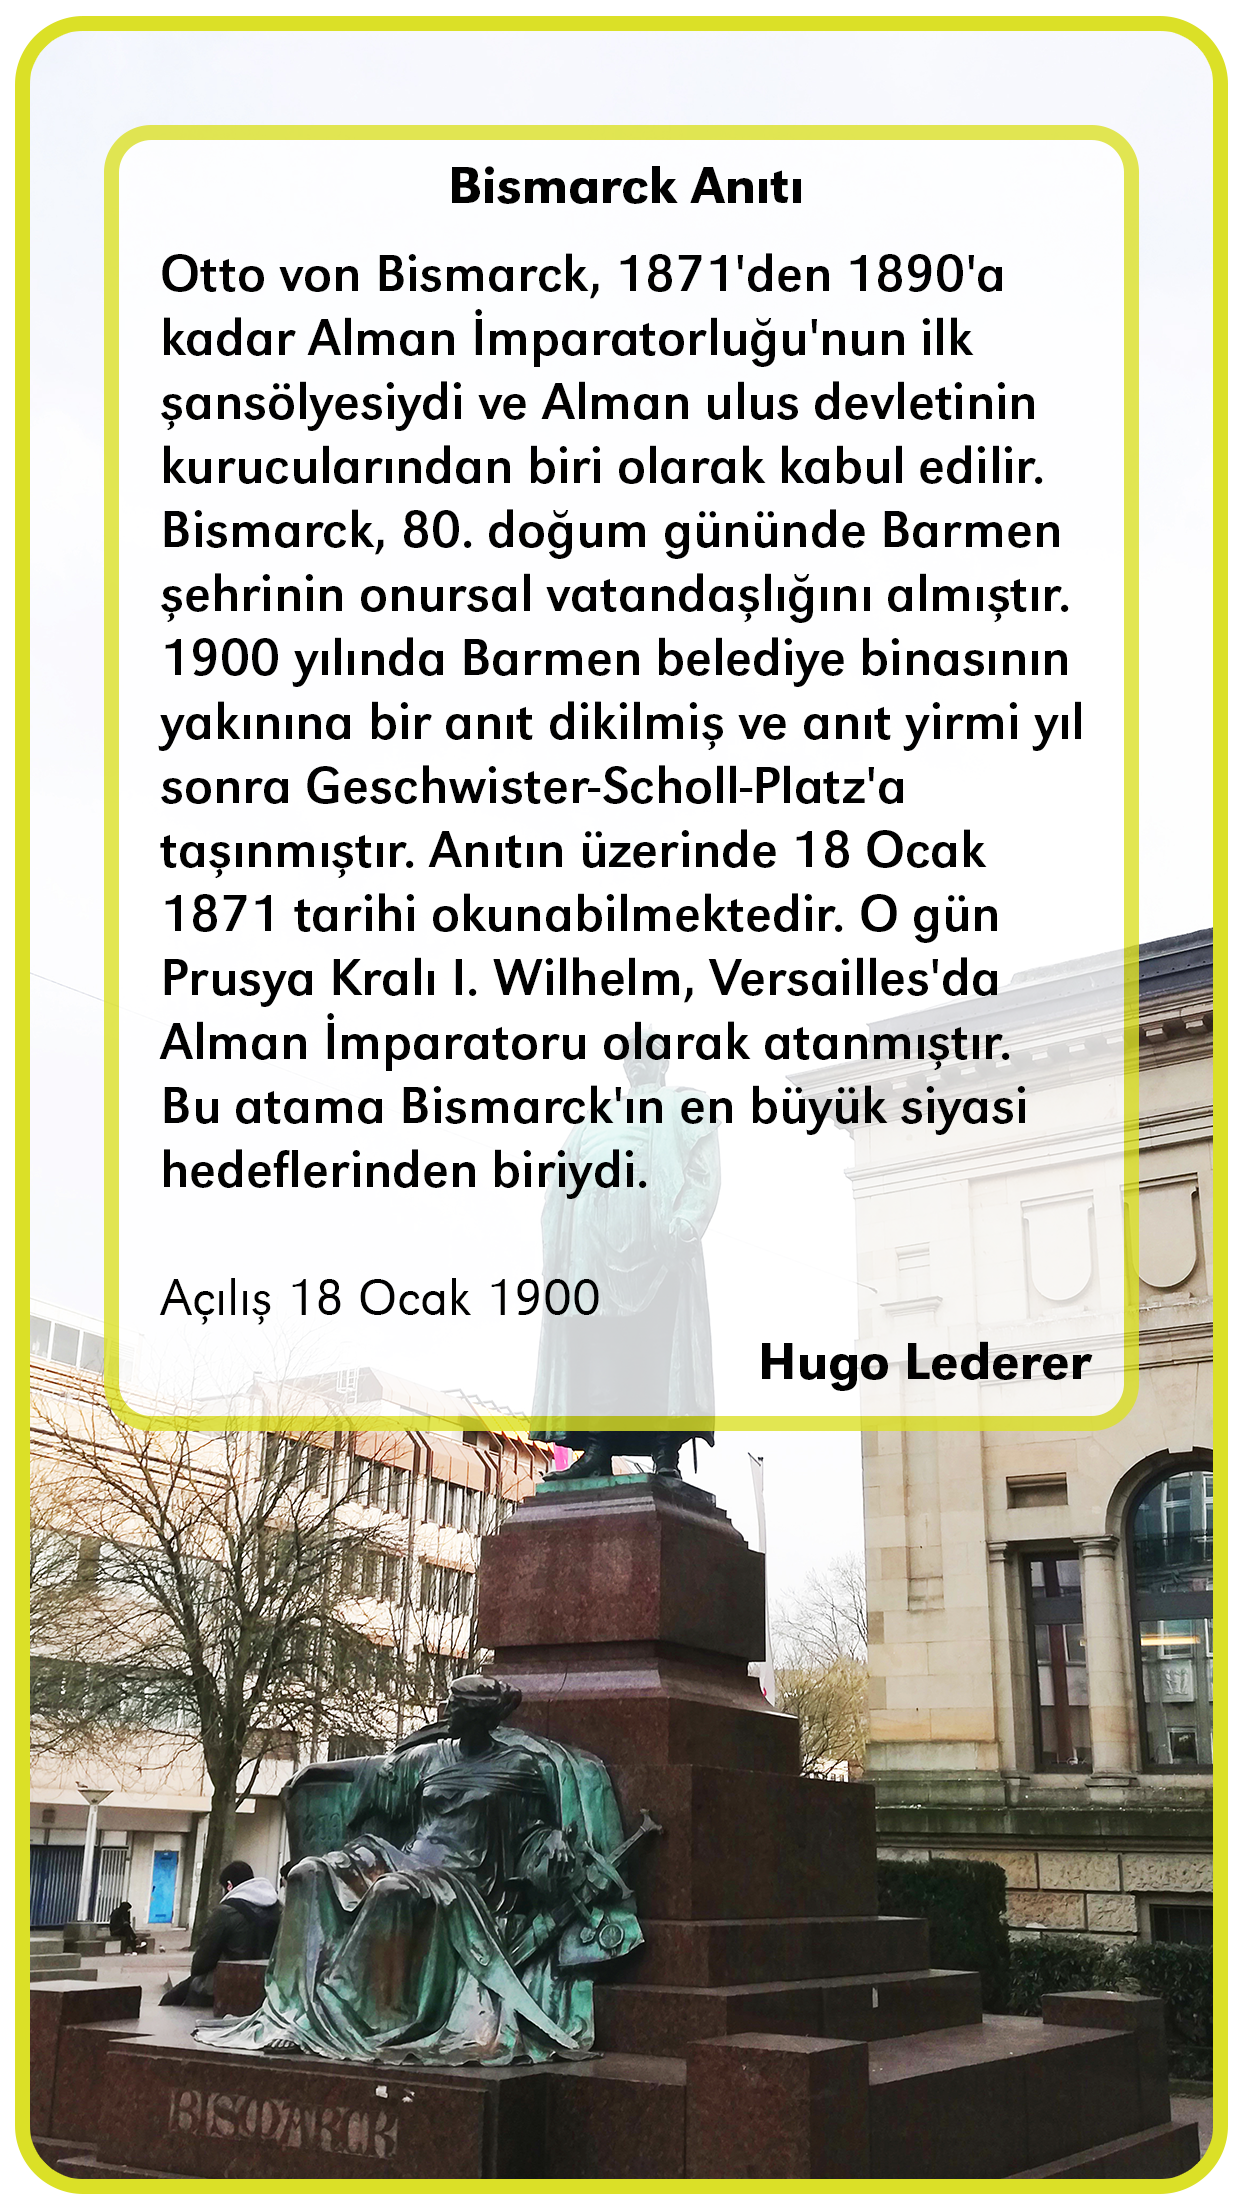 Bismarck Anıtı
Otto von Bismarck, 1871'den 1890'a
kadar Alman İmparatorluğu'nun ilk
şansölyesiydi ve Alman ulus devletinin
kurucularından biri olarak kabul edilir.
Bismarck, 80. doğum gününde Barmen
şehrinin onursal vatandaşlığını almıştır.
1900 yılında Barmen belediye binasının
yakınına bir anıt dikilmiş ve anıt yirmi yıl
sonra Geschwister-Scholl-Platz'a
taşınmıştır. Anıtın üzerinde 18 Ocak
1871 tarihi okunabilmektedir. O gün
Prusya Kralı I. Wilhelm, Versailles'da
Alman İmparatoru olarak atanmıştır.
Bu atama Bismarck'ın en büyük siyasi
hedeflerinden biriydi.
Açılış 18 Ocak 1900
Hugo Lederer
BISMARCK